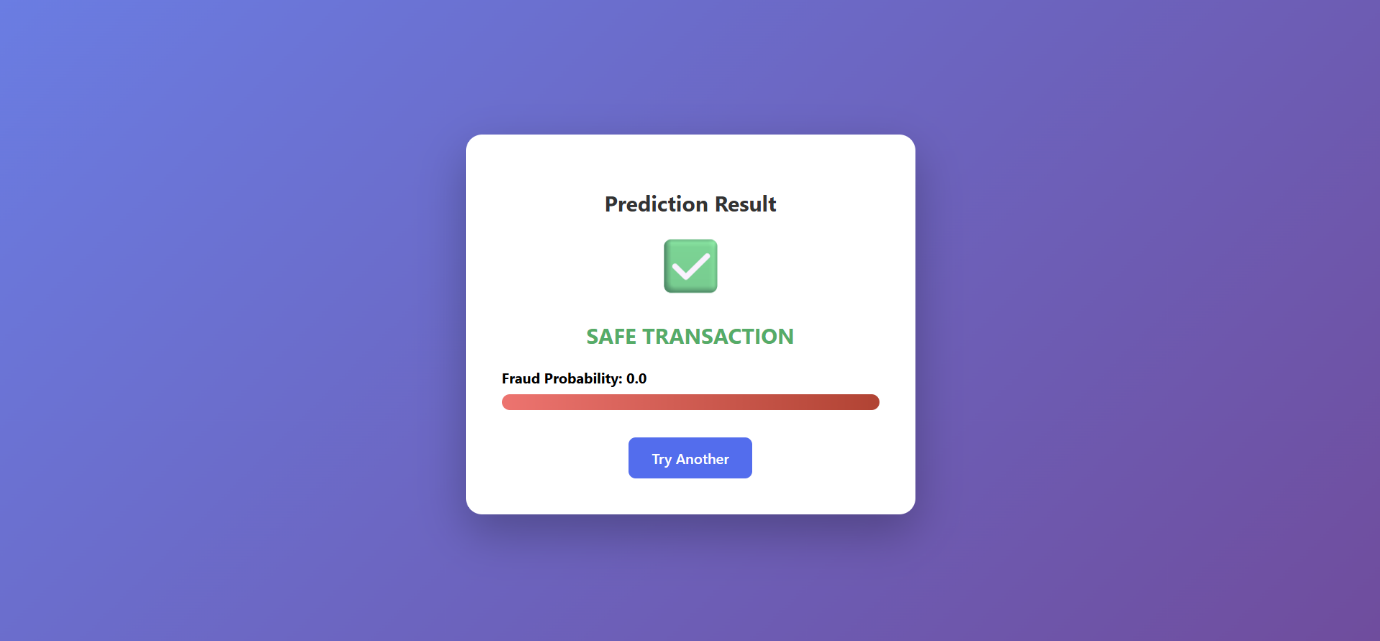 Prediction Result
SAFE TRANSACTION
Fraud Probability: 0.0
Try Another